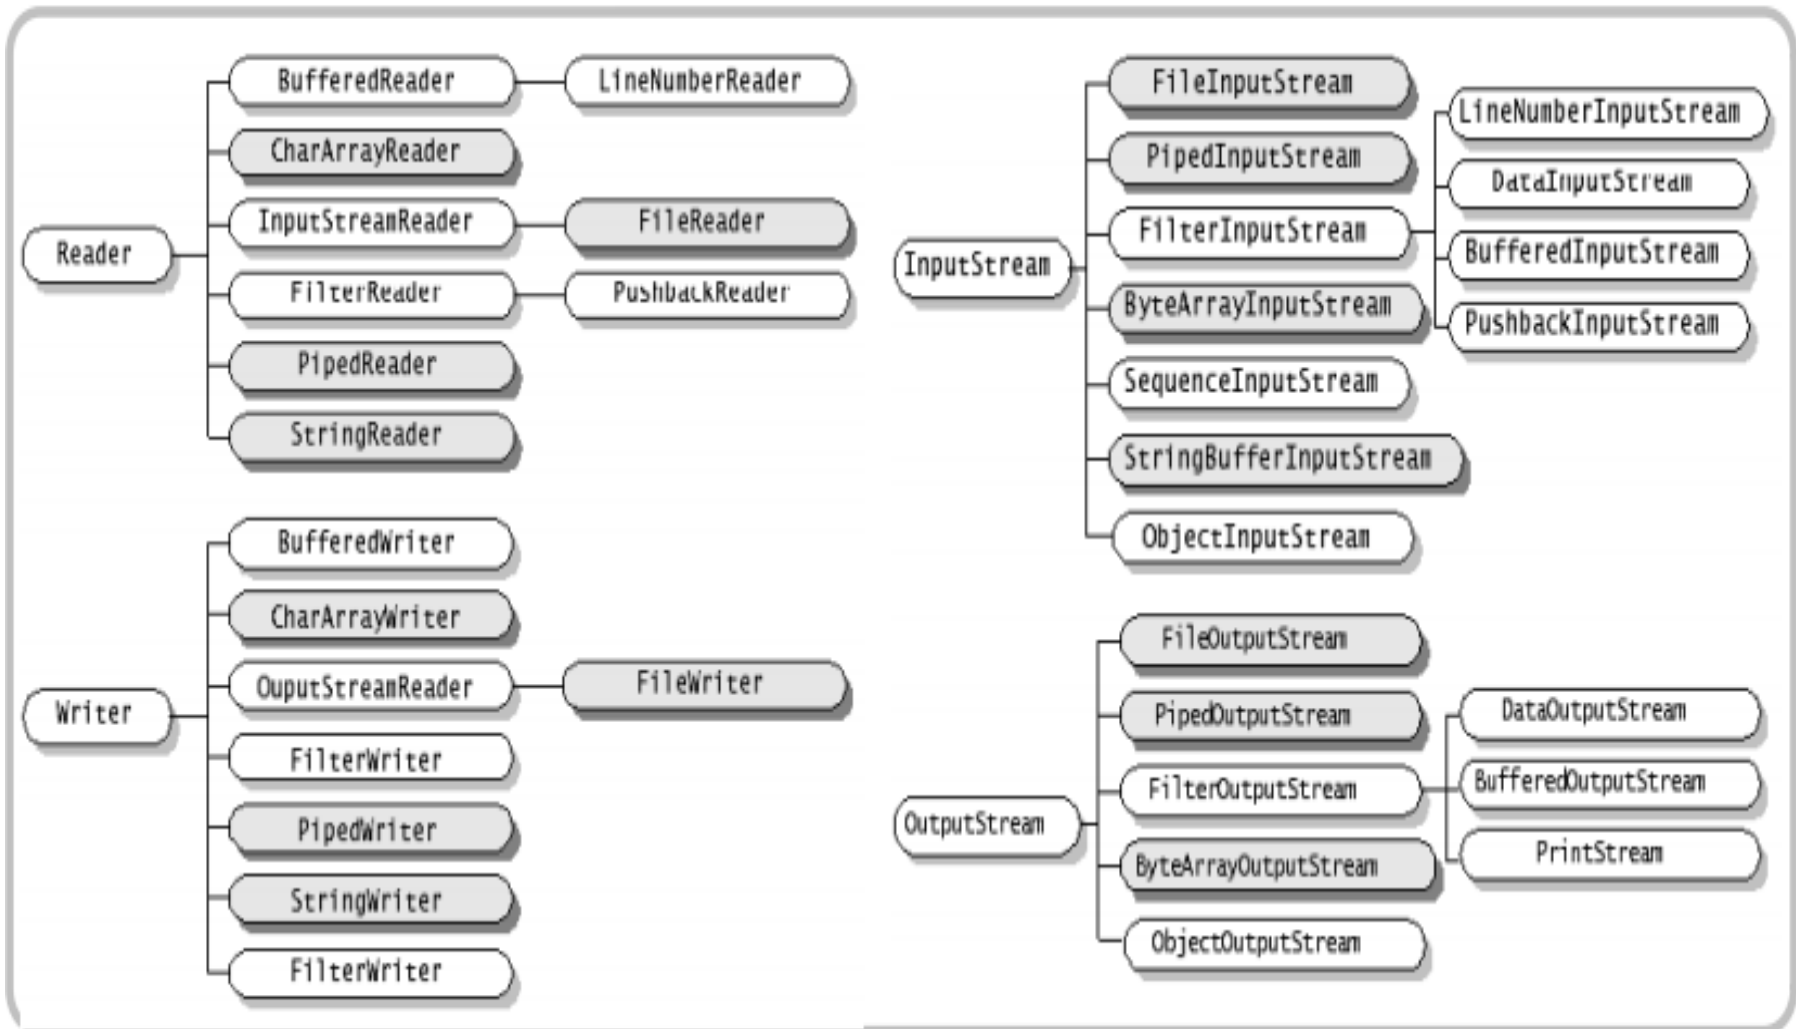 Reader
BufferedReader
LineNumberReader
CharArrayReader
InputStreamReader
FileReader
FilterReader
PushbackReader
PipedReader
StringReader
Writer
BufferedWriter
CharArrayWriter
OuputStreamReader
FileWriter
FilterWriter
PipedWriter
StringWriter
FilterWriter
InputStream
FileInputStream
PipedInputStream
FilterInputStream
LineNumberInputStream
DataInputStream
BufferedInputStream
PushbackInputStream
ByteArrayInputStream
SequenceInputStream
StringBufferInputStream
ObjectInputStream
OutputStream
FileOutputStream
PipedOutputStream
FilterOutputStream
DataOutputStream
BufferedOutputStream
PrintStream
ByteArrayOutputStream
ObjectOutputStream